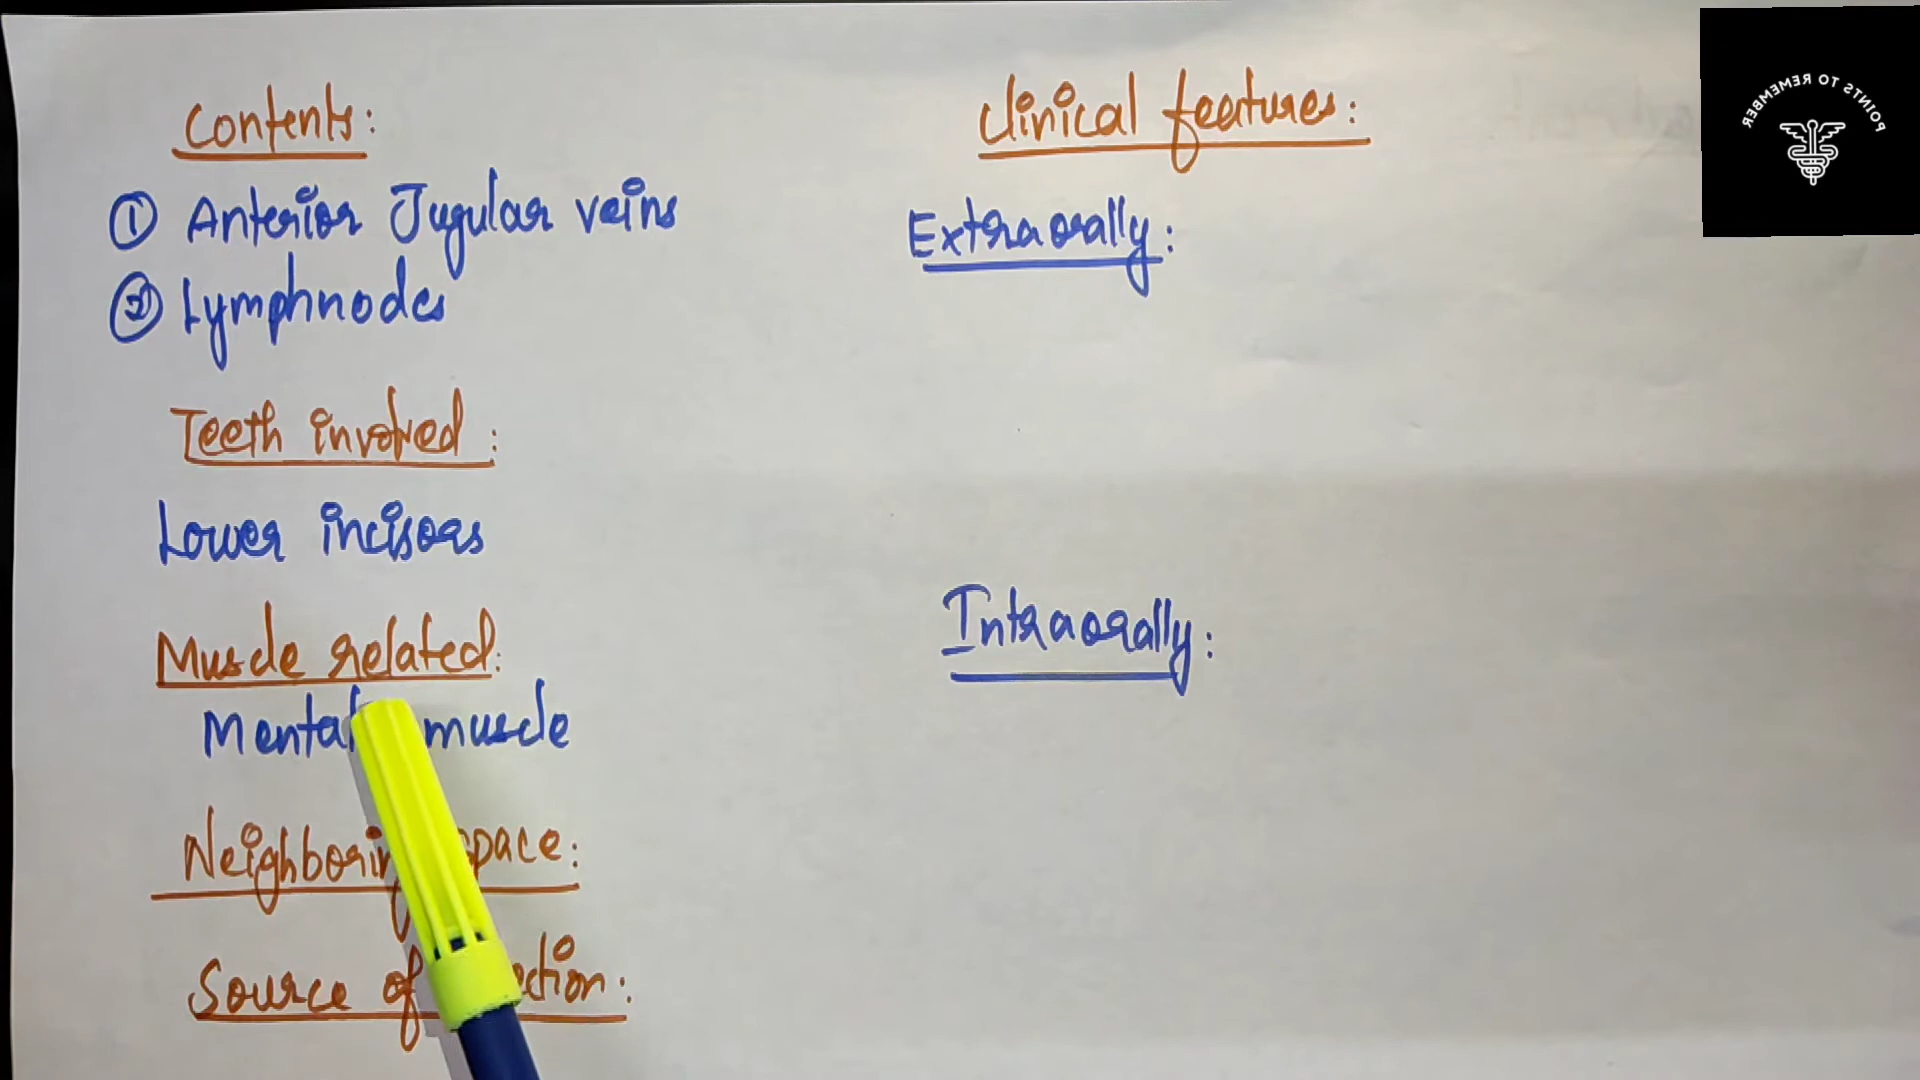 Contents:
① Anterior Jugular veins
② Lymphnodes
Teeth involved:
Lower incisors
Muscle related:
muscle
Neighboring space:
Source of
Clinical features:
Extraorally:
Intraorally:
POINTS TO REMEMBER